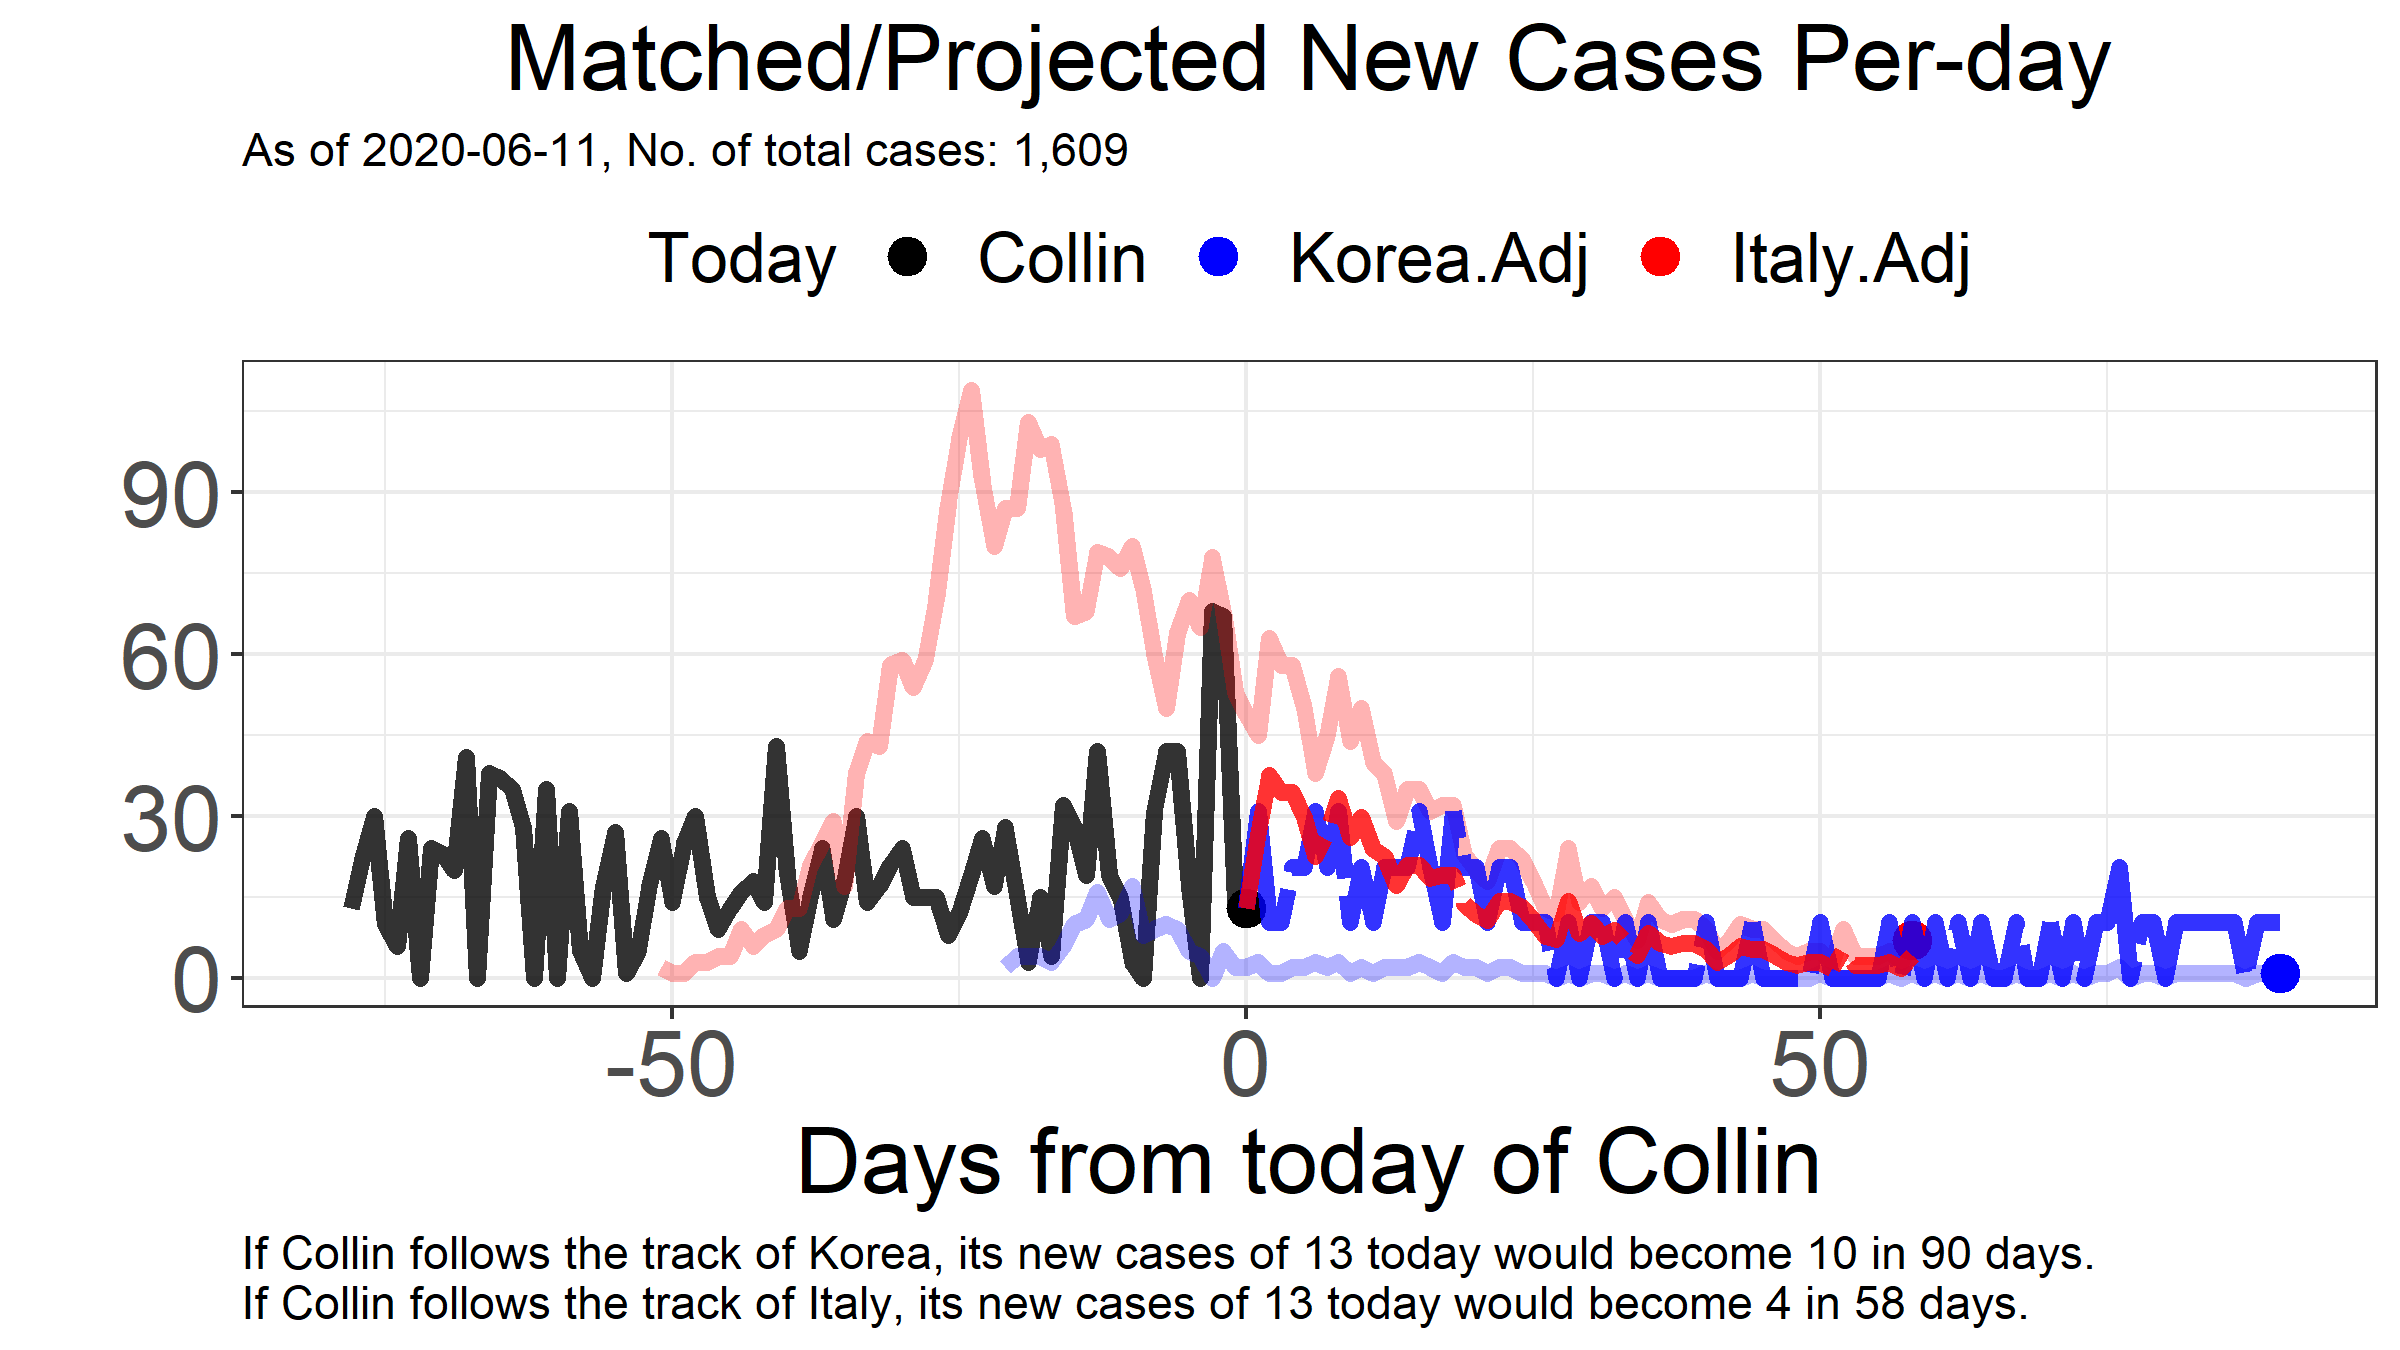 Matched/Projected New Cases Per-day
As of 2020-06-11, No. of total cases: 1,609
Today Collin Korea.Adj Italy.Adj
90
60
30
0
-50 0 50
Days from today of Collin
If Collin follows the track of Korea, its new cases of 13 today would become 10 in 90 days.
If Collin follows the track of Italy, its new cases of 13 today would become 4 in 58 days.